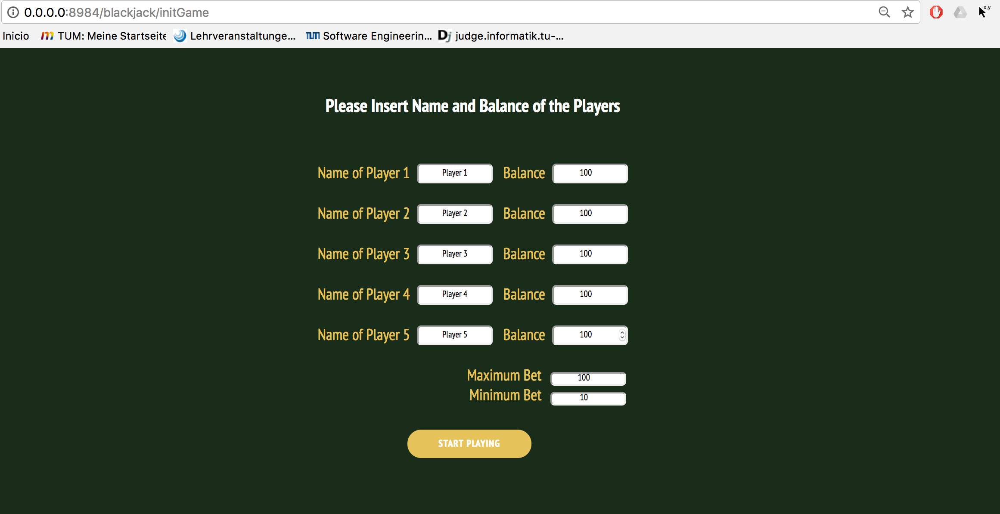 0.0.0.0:8984/blackjack/initGame
x,y
Inicio TUM: Meine Startseite Lehrveranstaltunge... TUM Software Engineerin... Dj judge.informatik.tu-...
Please Insert Name and Balance of the Players
Name of Player 1 Player 1 Balance 100
Name of Player 2 Player 2 Balance 100
Name of Player 3 Player 3 Balance 100
Name of Player 4 Player 4 Balance 100
Name of Player 5 Player 5 Balance 100
Maximum Bet 100
Minimum Bet 10
START PLAYING